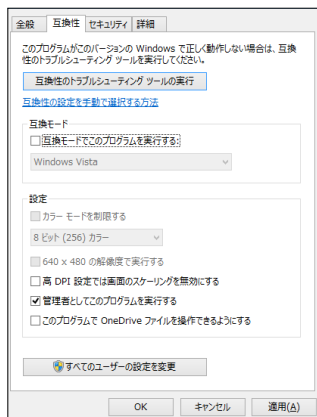 全般 互換性 セキュリティ 詳細
このプログラムがこのバージョンの Windows で正しく動作しない場合は、互換
性のトラブルシューティング ツールを実行してください。
互換性のトラブルシューティング ツールの実行
互換性の設定を手動で選択する方法
互換モード
互換モードでこのプログラムを実行する:
Windows Vista
設定
カラー モードを制限する
8 ビット (256) カラー
640 x 480 の解像度で実行する
高 DPI 設定では画面のスケーリングを無効にする
管理者としてこのプログラムを実行する
このプログラムで OneDrive ファイルを操作できるようにする
すべてのユーザーの設定を変更
OK キャンセル 適用(A)